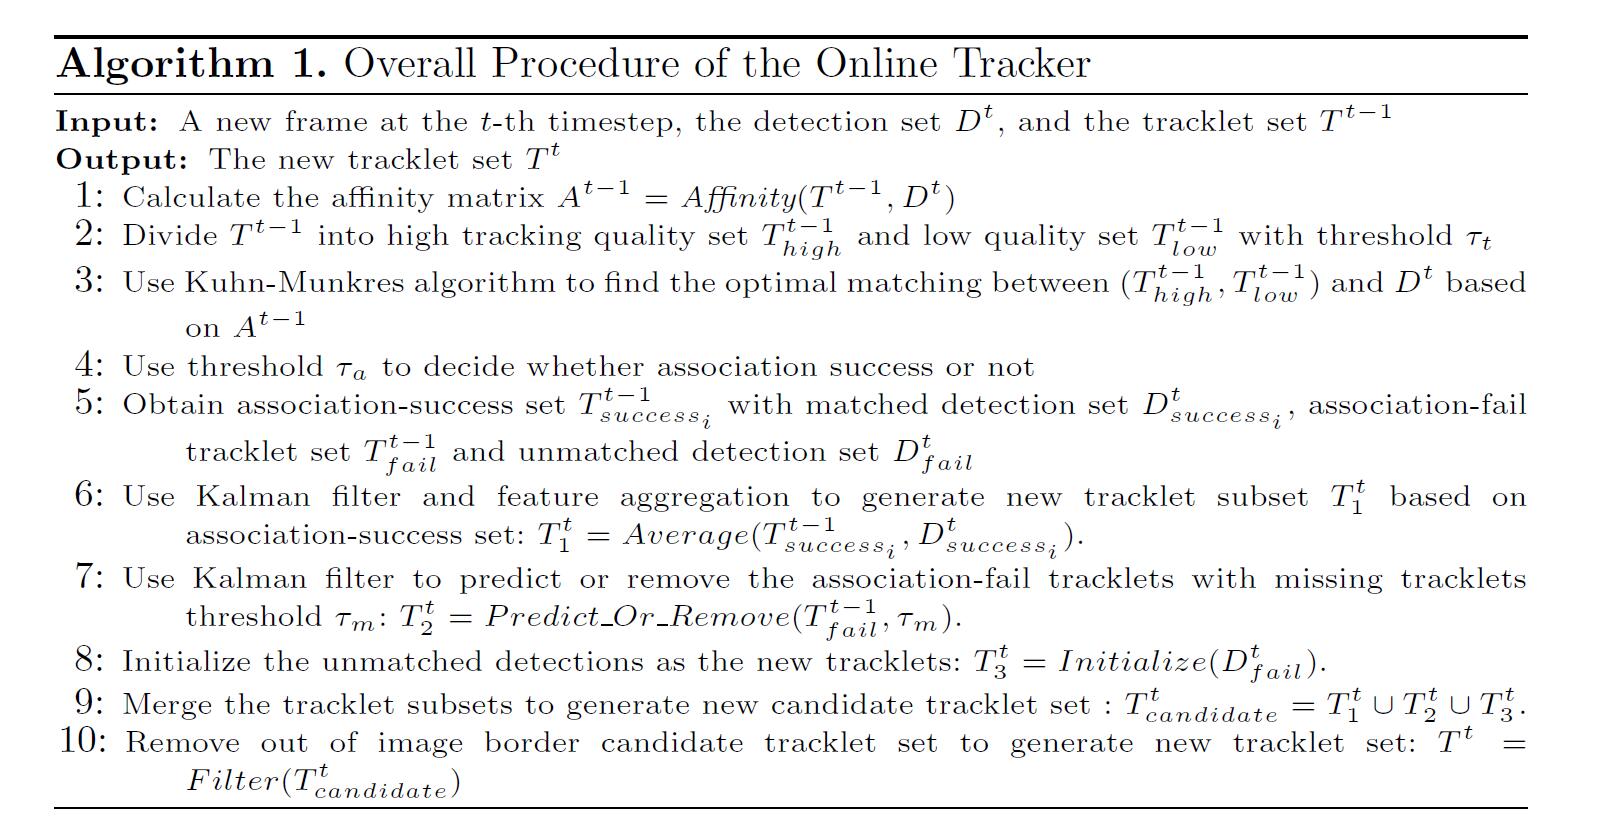 Algorithm 1. Overall Procedure of the Online Tracker
Input: A new frame at the t-th timestep, the detection set D^t, and the tracklet set T^{t−1}
Output: The new tracklet set T^t
1: Calculate the affinity matrix A^{t−1} = Affinity(T^{t−1}, D^t)
2: Divide T^{t−1} into high tracking quality set T^{t−1}_{high} and low quality set T^{t−1}_{low} with threshold τ_t
3: Use Kuhn-Munkres algorithm to find the optimal matching between (T^{t−1}_{high}, T^{t−1}_{low}) and D^t based
on A^{t−1}
4: Use threshold τ_a to decide whether association success or not
5: Obtain association-success set T^{t−1}_{success_i} with matched detection set D^t_{success_i}, association-fail
tracklet set T^{t−1}_{fail} and unmatched detection set D^t_{fail}
6: Use Kalman filter and feature aggregation to generate new tracklet subset T^t_1 based on
association-success set: T^t_1 = Average(T^{t−1}_{success_i}, D^t_{success_i}).
7: Use Kalman filter to predict or remove the association-fail tracklets with missing tracklets
threshold τ_m: T^t_2 = Predict_Or_Remove(T^{t−1}_{fail}, τ_m).
8: Initialize the unmatched detections as the new tracklets: T^t_3 = Initialize(D^t_{fail}).
9: Merge the tracklet subsets to generate new candidate tracklet set : T^t_{candidate} = T^t_1 ∪ T^t_2 ∪ T^t_3.
10: Remove out of image border candidate tracklet set to generate new tracklet set: T^t =
Filter(T^t_{candidate})